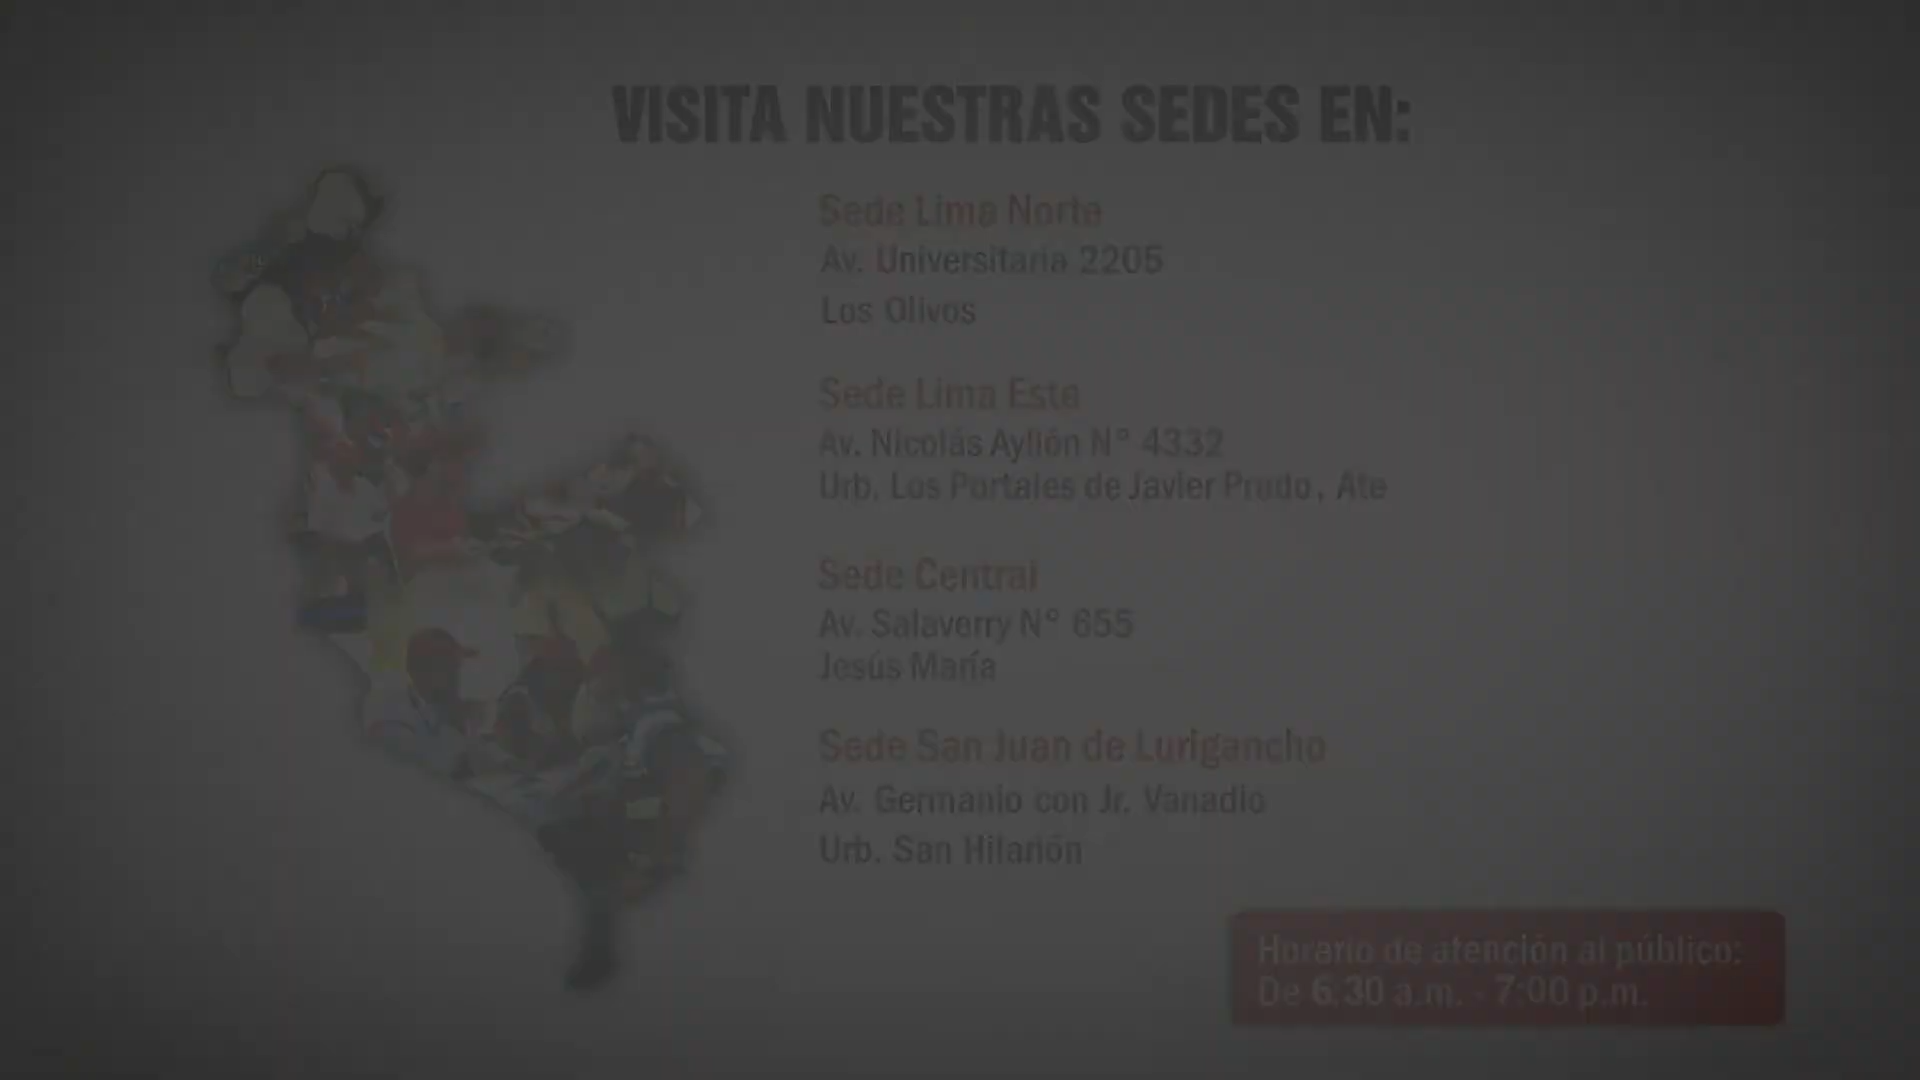 VISITA NUESTRAS SEDES EN:
Sede Lima Norte
Av. Universitaria 2205
Los Olivos
Sede Lima Este
Av. Nicolás Ayllón N° 4332
Urb. Los Portales de Javier Prado, Ate
Sede Central
Av. Salaverry N° 655
Jesús María
Sede San Juan de Lurigancho
Av. Germanio con Jr. Vanadio
Urb. San Hilarión
Horario de atención al público:
De 6:30 a.m. - 7:00 p.m.